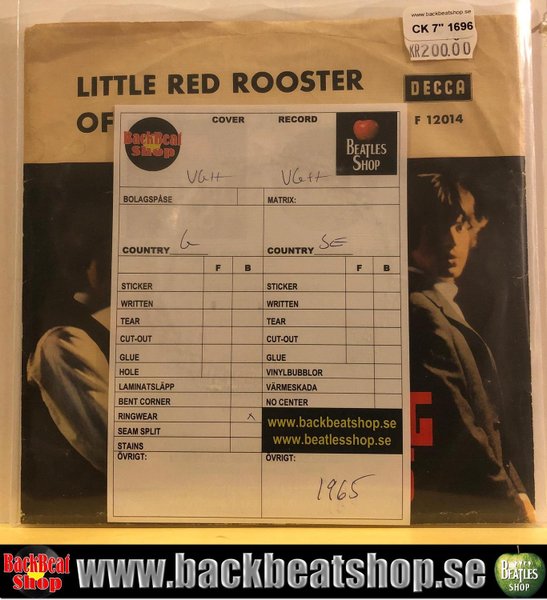 www.backbeatshop.se
CK 7" 1696
KR200.00
LITTLE RED ROOSTER
DECCA
OF
F 12014
BackBeat Shop
COVER
RECORD
BEATLES SHOP
VG++
VG++
BOLAGSPÅSE
MATRIX:
COUNTRY G
COUNTRY SE
F B F B
STICKER STICKER
WRITTEN WRITTEN
TEAR TEAR
CUT-OUT CUT-OUT
GLUE GLUE
HOLE VINYLBUBBLOR
LAMINATSLÄPP VÄRMESKADA
BENT CORNER NO CENTER
RINGWEAR X
www.backbeatshop.se
SEAM SPLIT
www.beatlesshop.se
STAINS
ÖVRIGT: ÖVRIGT:
1965
G
BackBeat Shop www.backbeatshop.se BEATLES SHOP